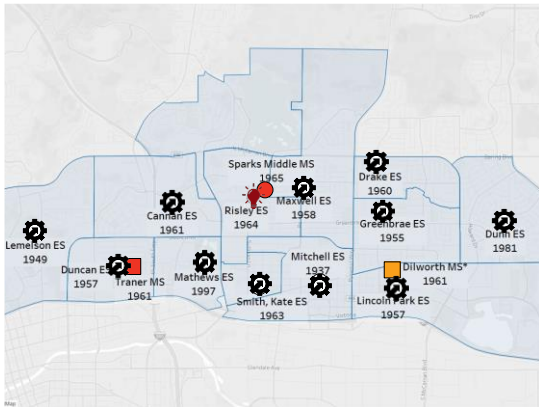 Sparks Middle MS
1965
Drake ES
1960
Risley ES
1964
Maxwell ES
1958
Cannan ES
1961
Greenbrae ES
1955
Dunn ES
1981
Lemelson ES
1949
Duncan ES
1957
Traner MS
1961
Mathews ES
1997
Mitchell ES
1937
Dilworth MS*
1961
Smith, Kate ES
1963
Lincoln Park ES
1957
Map